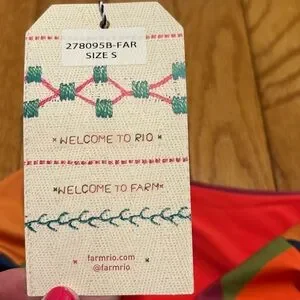 278095B-FAR
SIZE S
*WELCOME TO RIO*
*WELCOME TO FARM*
farmrio.com
@farmrio